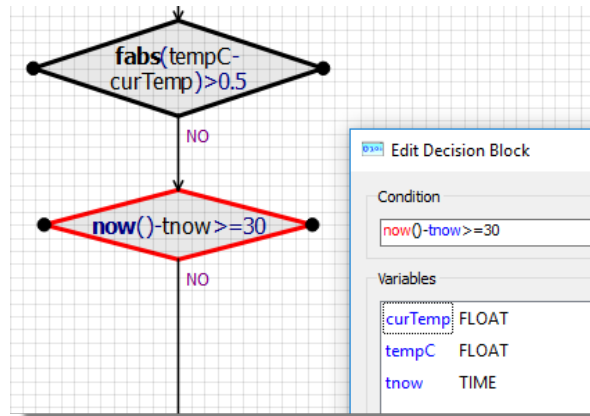 fabs(tempC-
curTemp)>0.5
NO
now()-tnow>=30
NO
Edit Decision Block
Condition
now()-tnow>=30
Variables
curTemp FLOAT
tempC FLOAT
tnow TIME